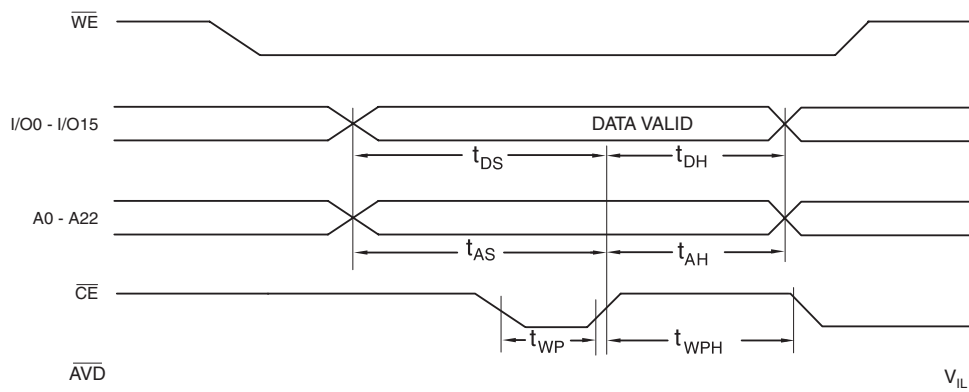 WE
I/O0 - I/O15
DATA VALID
tDS
tDH
A0 - A22
tAS
tAH
CE
tWP
tWPH
AVD
VIL